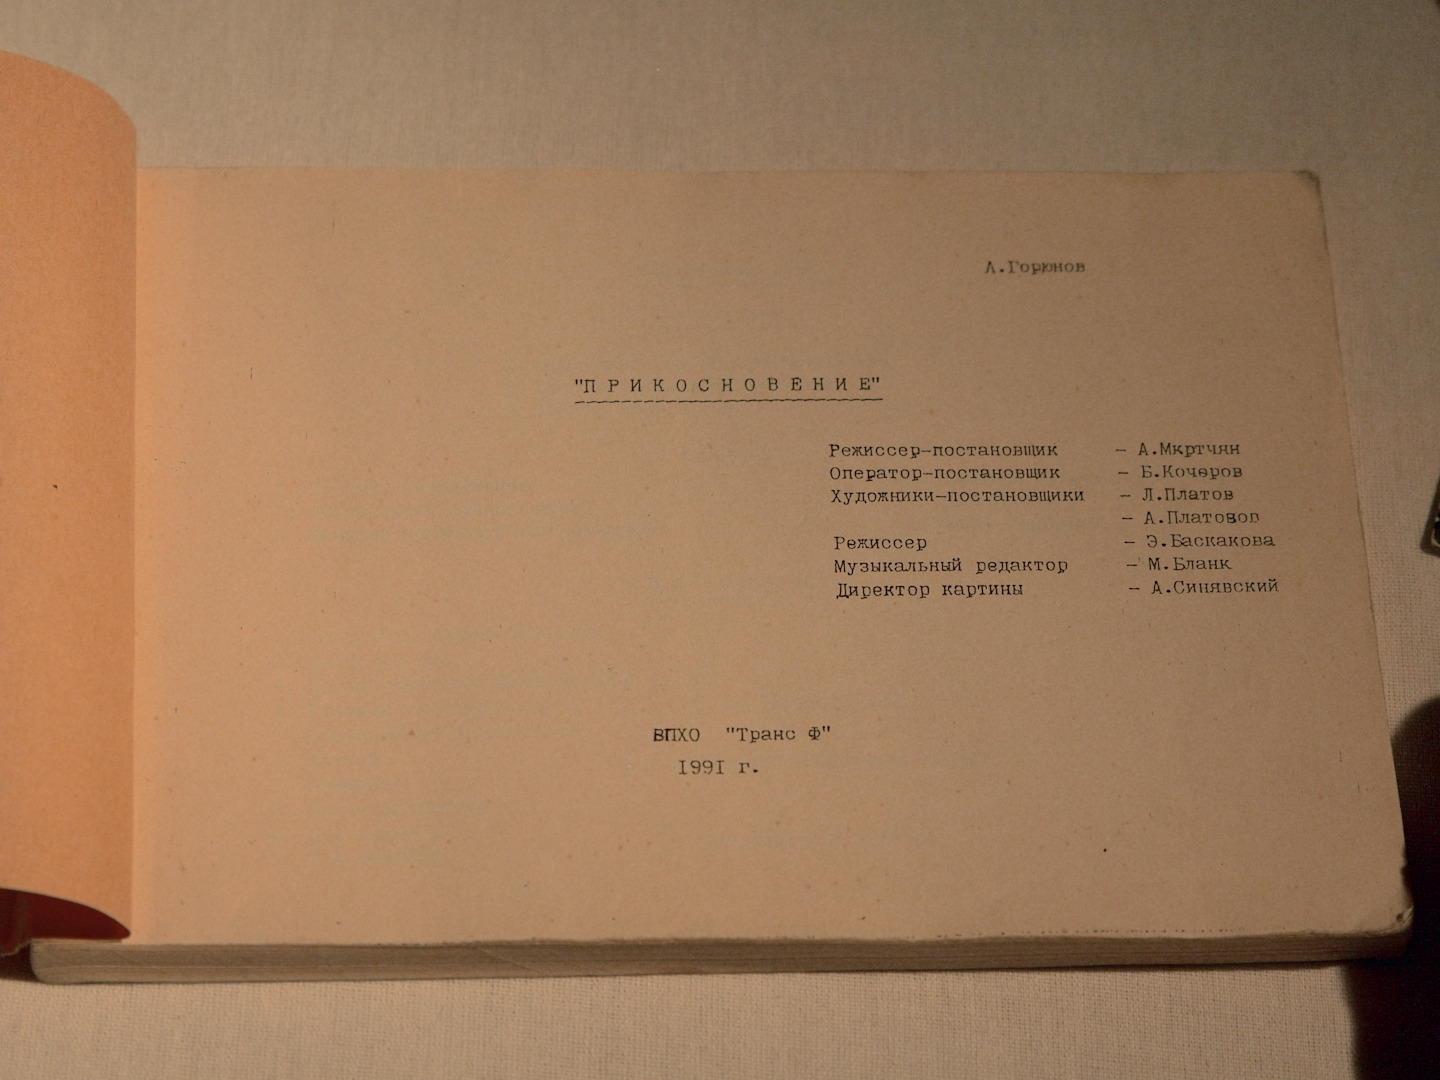 А.Горюнов
"П Р И К О С Н О В Е Н И Е"
Режиссер-постановщик - А.Мкртчян
Оператор-постановщик - Б.Кочеров
Художники-постановщики - Л.Платов
- А.Платовов
Режиссер - Э.Баскакова
Музыкальный редактор - М.Бланк
Директор картины - А.Синявский
ВПХО "Транс Ф"
1991 г.